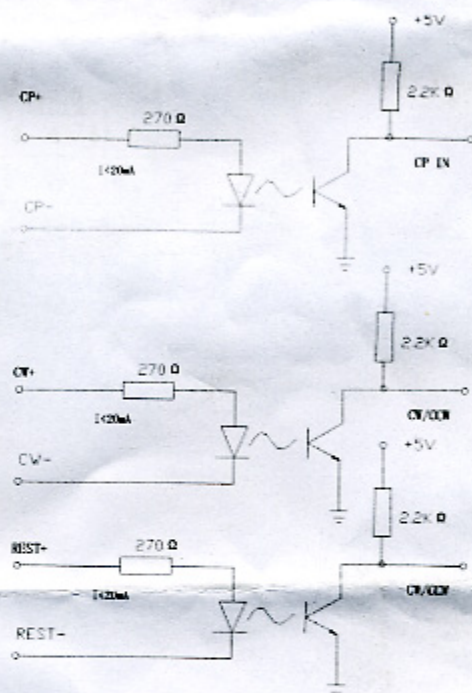 +5V
2.2K Ω
CP+
270 Ω
I<20mA
CP IN
CP-
+5V
2.2K Ω
CW+
270 Ω
I<20mA
CW/CCW
CW-
+5V
2.2K Ω
REST+
270 Ω
I<20mA
CW/CCW
REST-